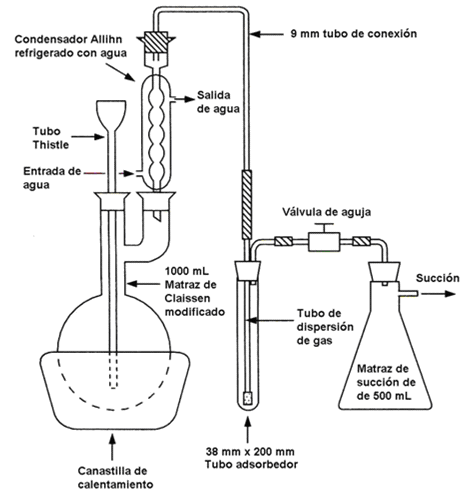 Condensador Allihn
refrigerado con agua
9 mm tubo de conexión
Salida
de agua
Tubo
Thistle
Entrada de
agua
Válvula de aguja
1000 mL
Matraz de
Claissen
modificado
Succión
Tubo de
dispersión
de gas
Matraz de
succión de
de 500 mL
38 mm x 200 mm
Tubo adsorbedor
Canastilla de
calentamiento